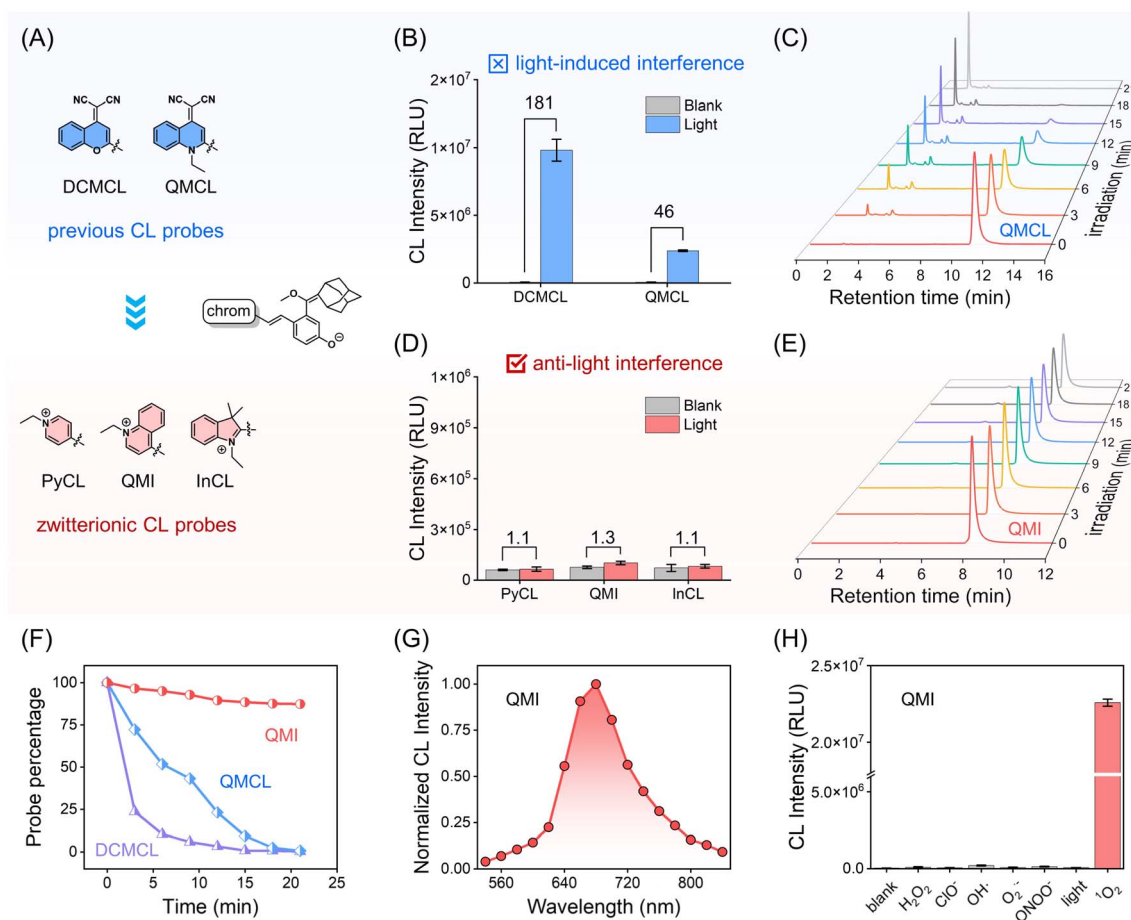 (A)
NC CN NC CN
O N
DCMCL QMCL
previous CL probes
chrom
O
O⊖
N⊕ N⊕ N⊕
PyCL QMI InCL
zwitterionic CL probes
(B)
light-induced interference
CL Intensity (RLU)
2×10⁷
1×10⁷
5×10⁶
0
181
46
Blank
Light
DCMCL QMCL
(C)
QMCL
0 2 4 6 8 10 12 14 16
Retention time (min)
0 3 6 9 12 15 18 2
irradiation (min)
(D)
anti-light interference
CL Intensity (RLU)
1×10⁶
9×10⁵
6×10⁵
3×10⁵
0
1.1 1.3 1.1
Blank
Light
PyCL QMI InCL
(E)
QMI
0 2 4 6 8 10 12
Retention time (min)
0 3 6 9 12 15 18 2
irradiation (min)
(F)
Probe percentage
100
75
50
25
0
QMI
QMCL
DCMCL
0 5 10 15 20 25
Time (min)
(G)
QMI
Normalized CL Intensity
1.00
0.75
0.50
0.25
0.00
560 640 720 800
Wavelength (nm)
(H)
QMI
CL Intensity (RLU)
2.5×10⁷
2.0×10⁷
5.0×10⁶
0.0
blank H₂O₂ ClO⁻ OH· O₂·⁻ ONOO⁻ light ¹O₂